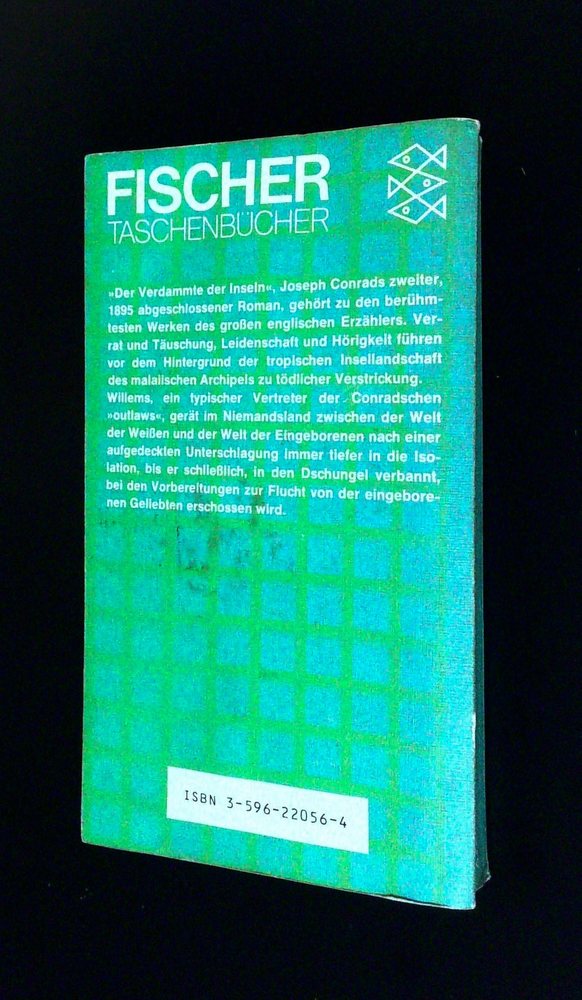 FISCHER
TASCHENBÜCHER
»Der Verdammte der Inseln«, Joseph Conrads zweiter,
1895 abgeschlossener Roman, gehört zu den berühm-
testen Werken des großen englischen Erzählers. Ver-
rat und Täuschung, Leidenschaft und Hörigkeit führen
vor dem Hintergrund der tropischen Insellandschaft
des malaiischen Archipels zu tödlicher Verstrickung.
Willems, ein typischer Vertreter der Conradschen
»outlaws«, gerät im Niemandsland zwischen der Welt
der Weißen und der Welt der Eingeborenen nach einer
aufgedeckten Unterschlagung immer tiefer in die Iso-
lation, bis er schließlich, in den Dschungel verbannt,
bei den Vorbereitungen zur Flucht von der eingebore-
nen Geliebten erschossen wird.
ISBN 3-596-22056-4